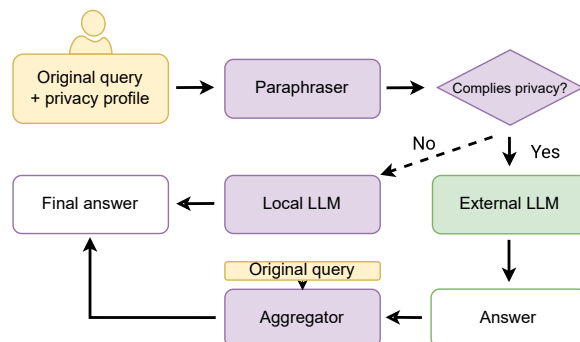 Original query
+ privacy profile
Paraphraser
Complies privacy?
No
Yes
Final answer
Local LLM
External LLM
Original query
Aggregator
Answer